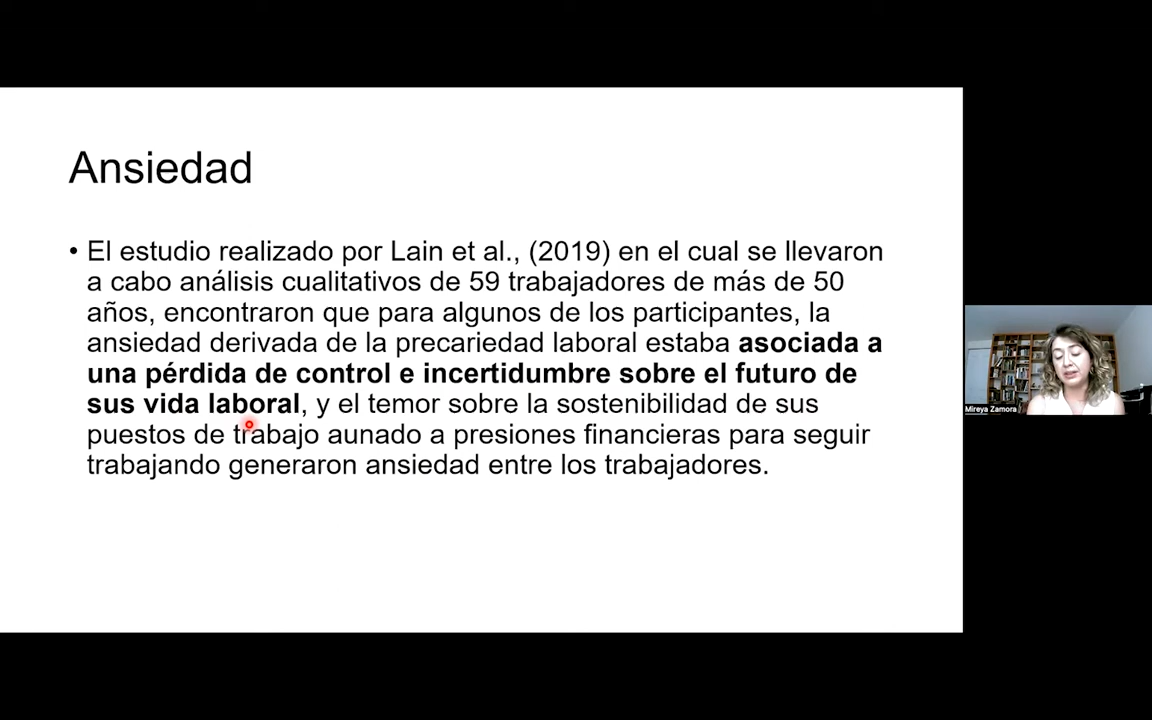 Ansiedad
• El estudio realizado por Lain et al., (2019) en el cual se llevaron
a cabo análisis cualitativos de 59 trabajadores de más de 50
años, encontraron que para algunos de los participantes, la
ansiedad derivada de la precariedad laboral estaba asociada a
una pérdida de control e incertidumbre sobre el futuro de
sus vida laboral, y el temor sobre la sostenibilidad de sus
puestos de trabajo aunado a presiones financieras para seguir
trabajando generaron ansiedad entre los trabajadores.
Mireya Zamora